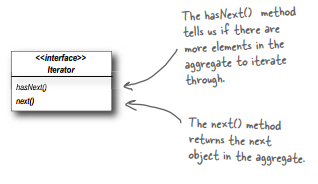 <<interface>>
Iterator
hasNext()
next()
The hasNext() method
tells us if there are
more elements in the
aggregate to iterate
through.
The next() method
returns the next
object in the aggregate.